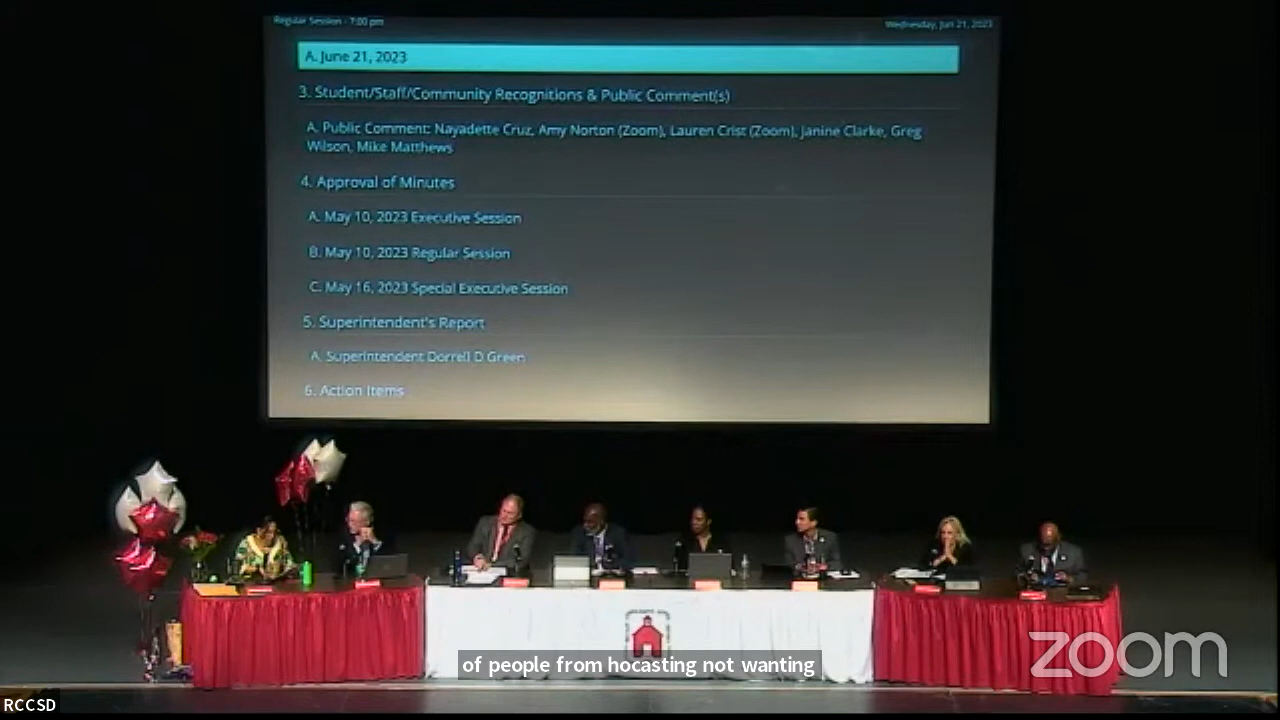 Regular Session - 7:00 pm
Wednesday, Jun 21, 2023
A. June 21, 2023
3. Student/Staff/Community Recognitions & Public Comment(s)
A. Public Comment: Nayadette Cruz, Amy Norton (Zoom), Lauren Crist (Zoom), Janine Clarke, Greg
Wilson, Mike Matthews
4. Approval of Minutes
A. May 10, 2023 Executive Session
B. May 10, 2023 Regular Session
C. May 16, 2023 Special Executive Session
5. Superintendent's Report
A. Superintendent Dorrell D Green
6. Action Items
of people from hocasting not wanting
zoom
RCCSD